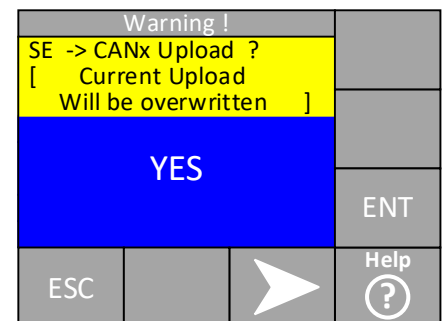 Warning !
SE -> CANx Upload ?
[ Current Upload
Will be overwritten ]
YES
ENT
ESC
Help
?